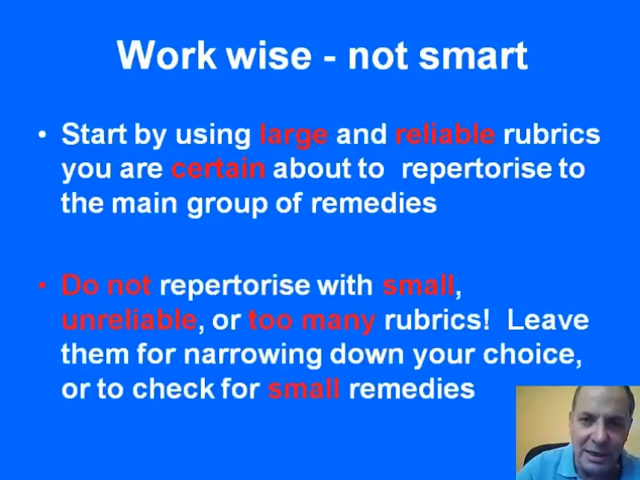 Work wise - not smart
• Start by using large and reliable rubrics
you are certain about to repertorise to
the main group of remedies
• Do not repertorise with small,
unreliable, or too many rubrics! Leave
them for narrowing down your choice,
or to check for small remedies